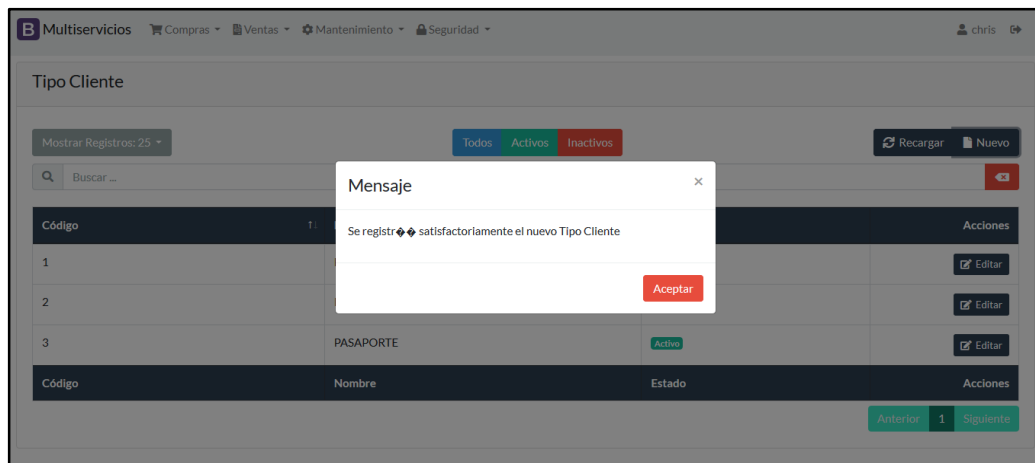 B Multiservicios Compras Ventas Mantenimiento Seguridad chris
Tipo Cliente
Mostrar Registros: 25 Todos Activos Inactivos Recargar Nuevo
Buscar ...
Mensaje ×
Se registr�� satisfactoriamente el nuevo Tipo Cliente
Aceptar
Código Acciones
1 Editar
2 Editar
3 PASAPORTE Activo Editar
Código Nombre Estado Acciones
Anterior 1 Siguiente